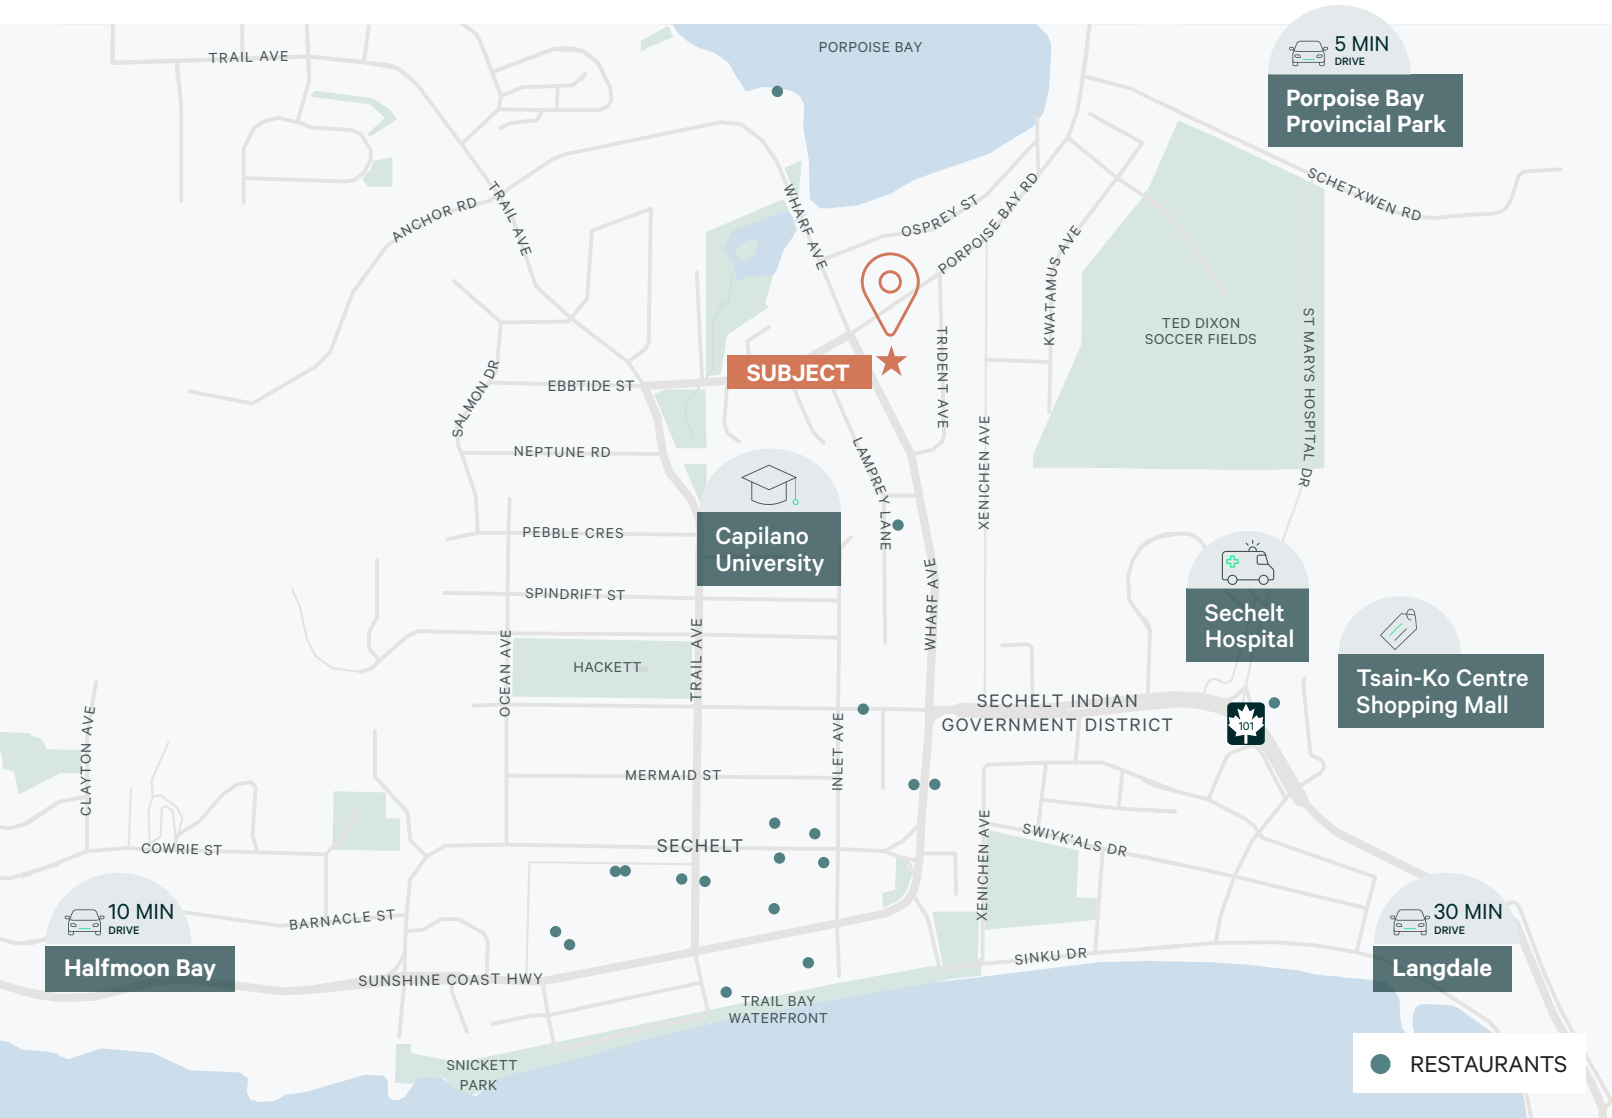 PORPOISE BAY
5 MIN
DRIVE
Porpoise Bay
Provincial Park
TRAIL AVE
SCHETXWEN RD
ANCHOR RD
TRAIL AVE
WHARF AVE
OSPREY ST
PORPOISE BAY RD
KWATAMUS AVE
TED DIXON
SOCCER FIELDS
ST MARYS HOSPITAL DR
TRIDENT AVE
SUBJECT
SALMON DR
EBBTIDE ST
NEPTUNE RD
LAMPREY LANE
XENICHEN AVE
PEBBLE CRES
Capilano
University
SPINDRIFT ST
WHARF AVE
Sechelt
Hospital
Tsain-Ko Centre
Shopping Mall
OCEAN AVE
HACKETT
TRAIL AVE
SECHELT INDIAN
GOVERNMENT DISTRICT
101
CLAYTON AVE
INLET AVE
MERMAID ST
COWRIE ST
SECHELT
XENICHEN AVE
SWIYK'ALS DR
10 MIN
DRIVE
Halfmoon Bay
BARNACLE ST
SUNSHINE COAST HWY
SINKU DR
30 MIN
DRIVE
Langdale
TRAIL BAY
WATERFRONT
SNICKETT
PARK
RESTAURANTS